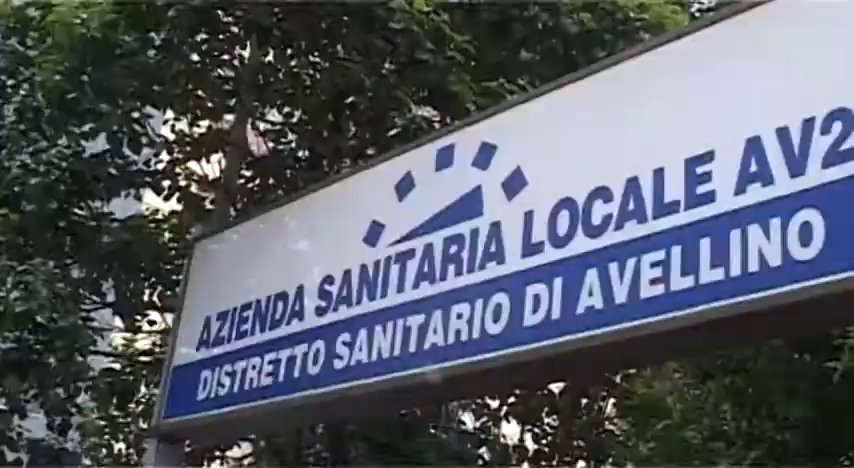 AZIENDA SANITARIA LOCALE AV2
DISTRETTO SANITARIO DI AVELLINO